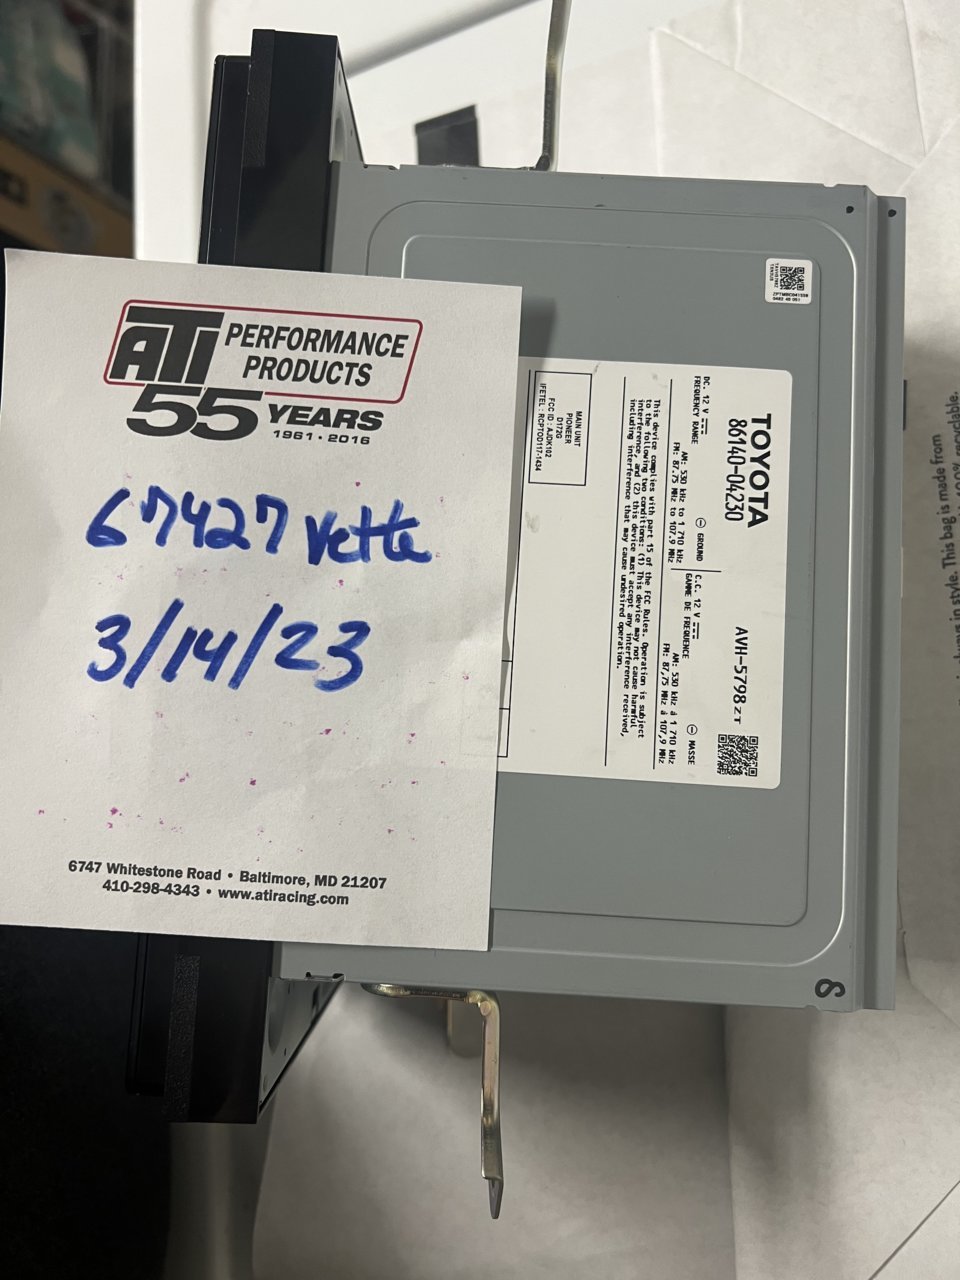 ATI PERFORMANCE
PRODUCTS
55 YEARS
1961 • 2016
67427 Vette
3/14/23
6747 Whitestone Road • Baltimore, MD 21207
410-298-4343 • www.atiracing.com
TOYOTA
86140-04230
AVH-5798ZT
DC. 12 V
GROUND
C.C. 12 V
MASSE
FREQUENCY RANGE
AM: 530 kHz to 1 710 kHz
FM: 87.75 MHz to 107.9 MHz
GAMME DE FRÉQUENCE
AM: 530 kHz à 1 710 kHz
FM: 87,75 MHz à 107,9 MHz
This device complies with part 15 of the FCC Rules. Operation is subject
to the following two conditions: (1) This device may not cause harmful
interference, and (2) this device must accept any interference received,
including interference that may cause undesired operation.
MAIN UNIT
PIONEER
D172G
FCC ID : AJDK102
IFETEL : RCPTOD117-1434
8